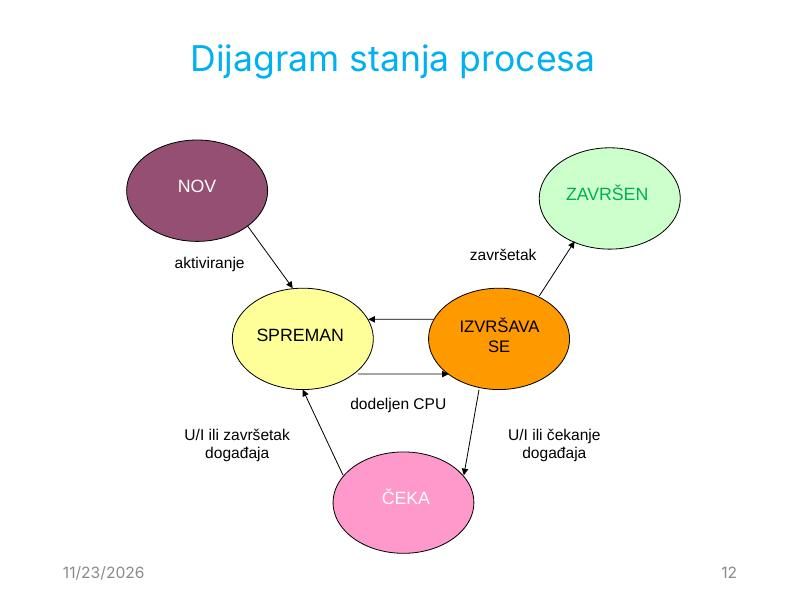 Dijagram stanja procesa
NOV
ZAVRŠEN
aktiviranje
završetak
SPREMAN
IZVRŠAVA
SE
dodeljen CPU
U/I ili završetak
događaja
U/I ili čekanje
događaja
ČEKA
11/23/2026
12